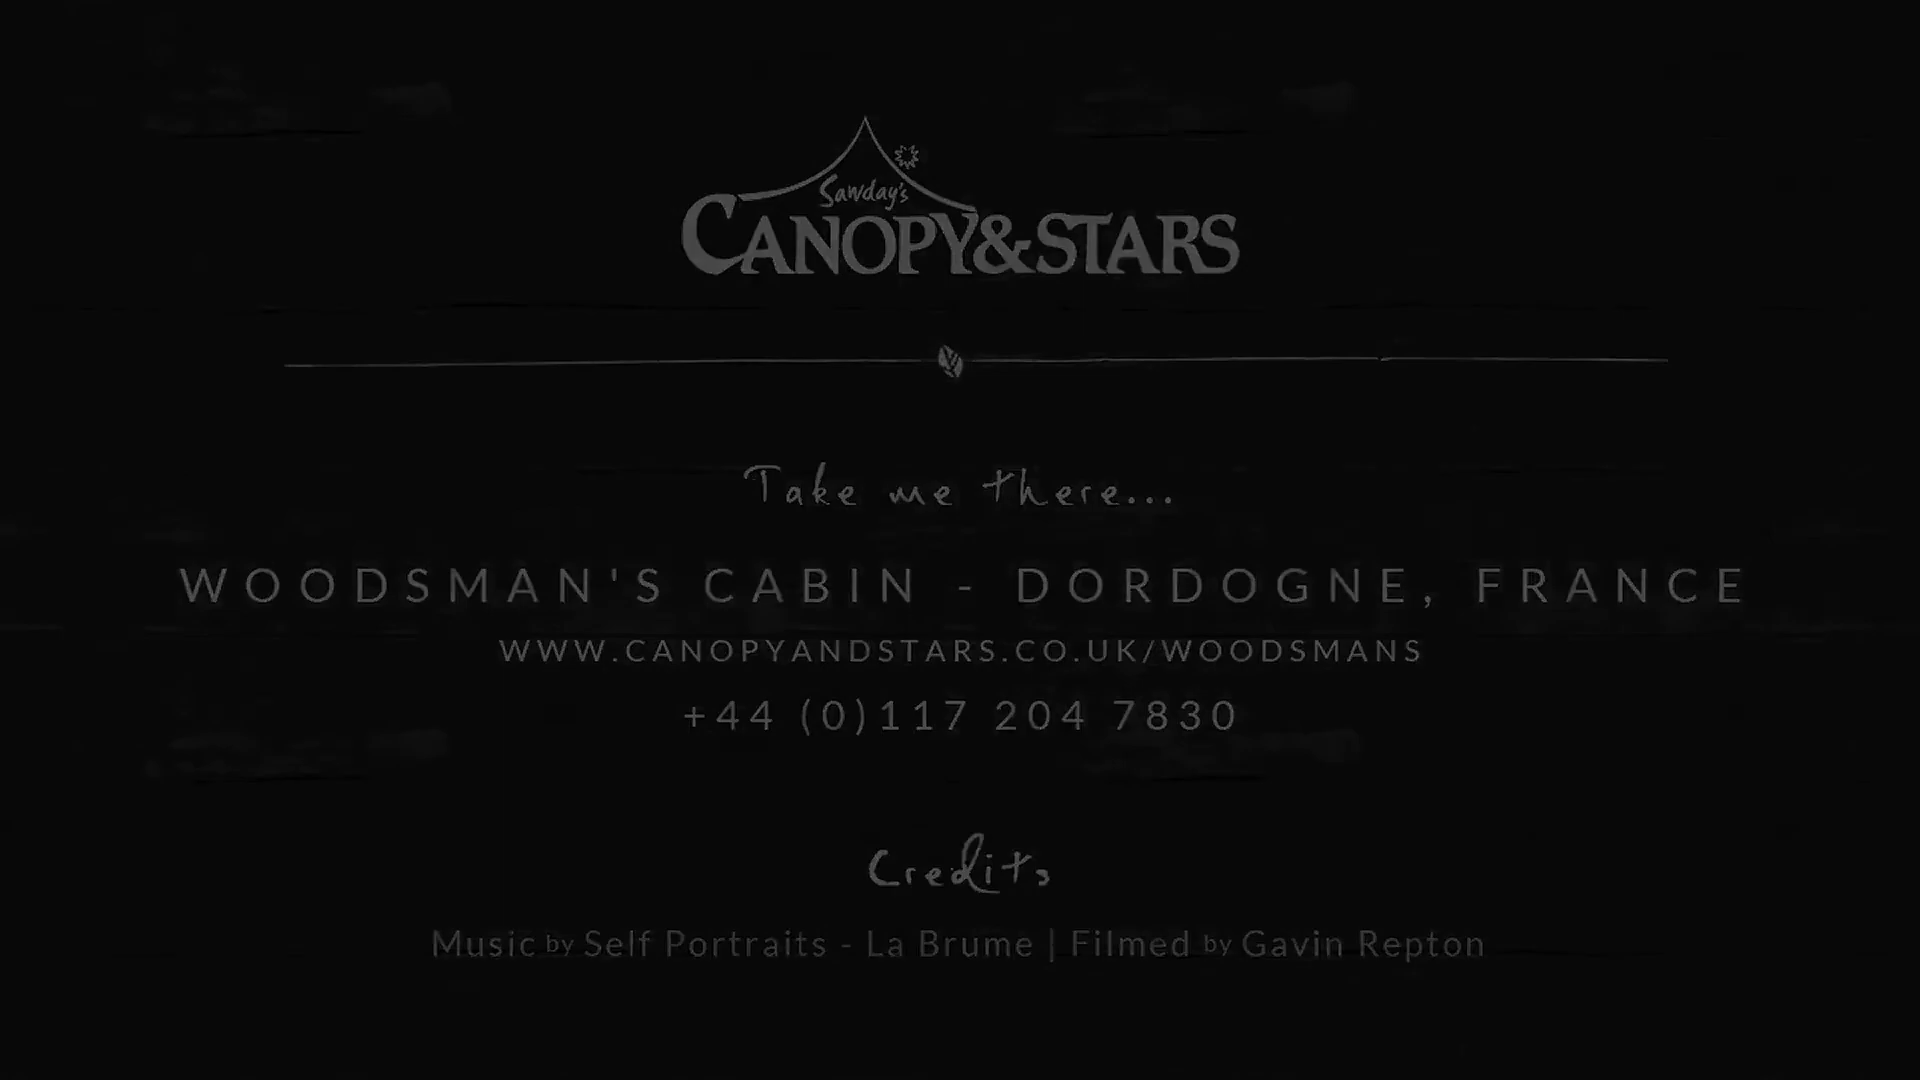 Sawday's
CANOPY&STARS
Take me there...
WOODSMAN'S CABIN - DORDOGNE, FRANCE
WWW.CANOPYANDSTARS.CO.UK/WOODSMANS
+44 (0)117 204 7830
Credits
Music by Self Portraits - La Brume | Filmed by Gavin Repton